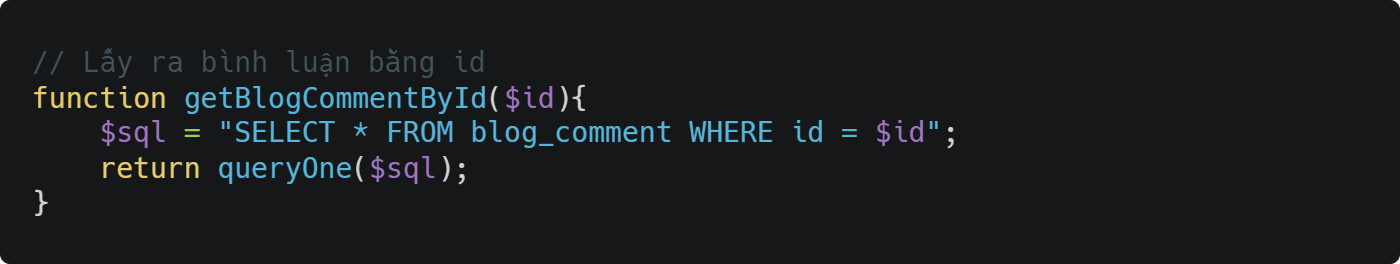 // Lấy ra bình luận bằng id
function getBlogCommentById($id){
    $sql = "SELECT * FROM blog_comment WHERE id = $id";
    return queryOne($sql);
}